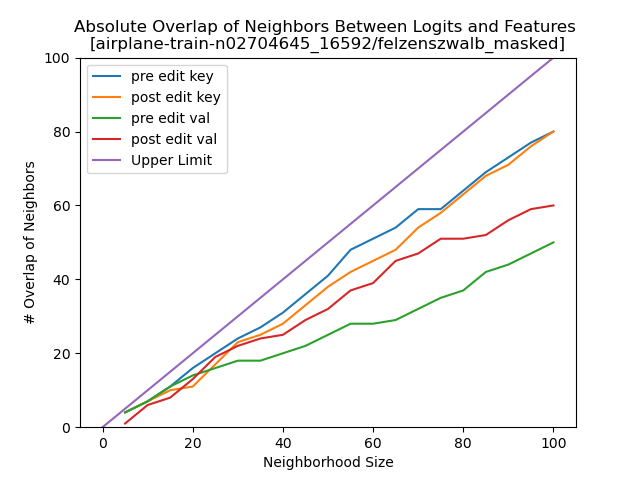 Absolute Overlap of Neighbors Between Logits and Features
[airplane-train-n02704645_16592/felzenszwalb_masked]
pre edit key
post edit key
pre edit val
post edit val
Upper Limit
# Overlap of Neighbors
100
80
60
40
20
0
0 20 40 60 80 100
Neighborhood Size